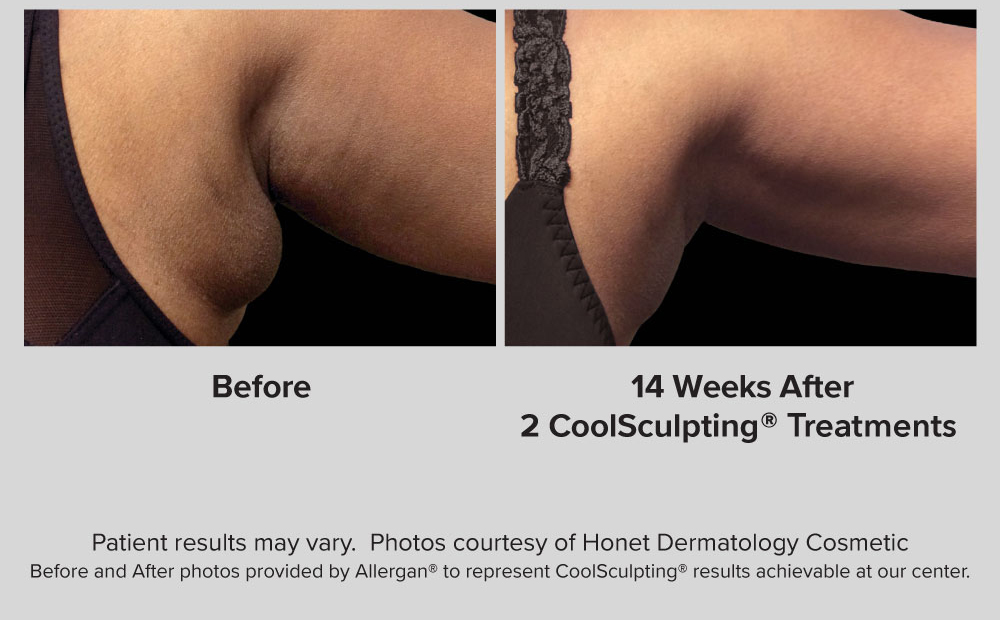 Before
14 Weeks After
2 CoolSculpting® Treatments
Patient results may vary. Photos courtesy of Honet Dermatology Cosmetic
Before and After photos provided by Allergan® to represent CoolSculpting® results achievable at our center.